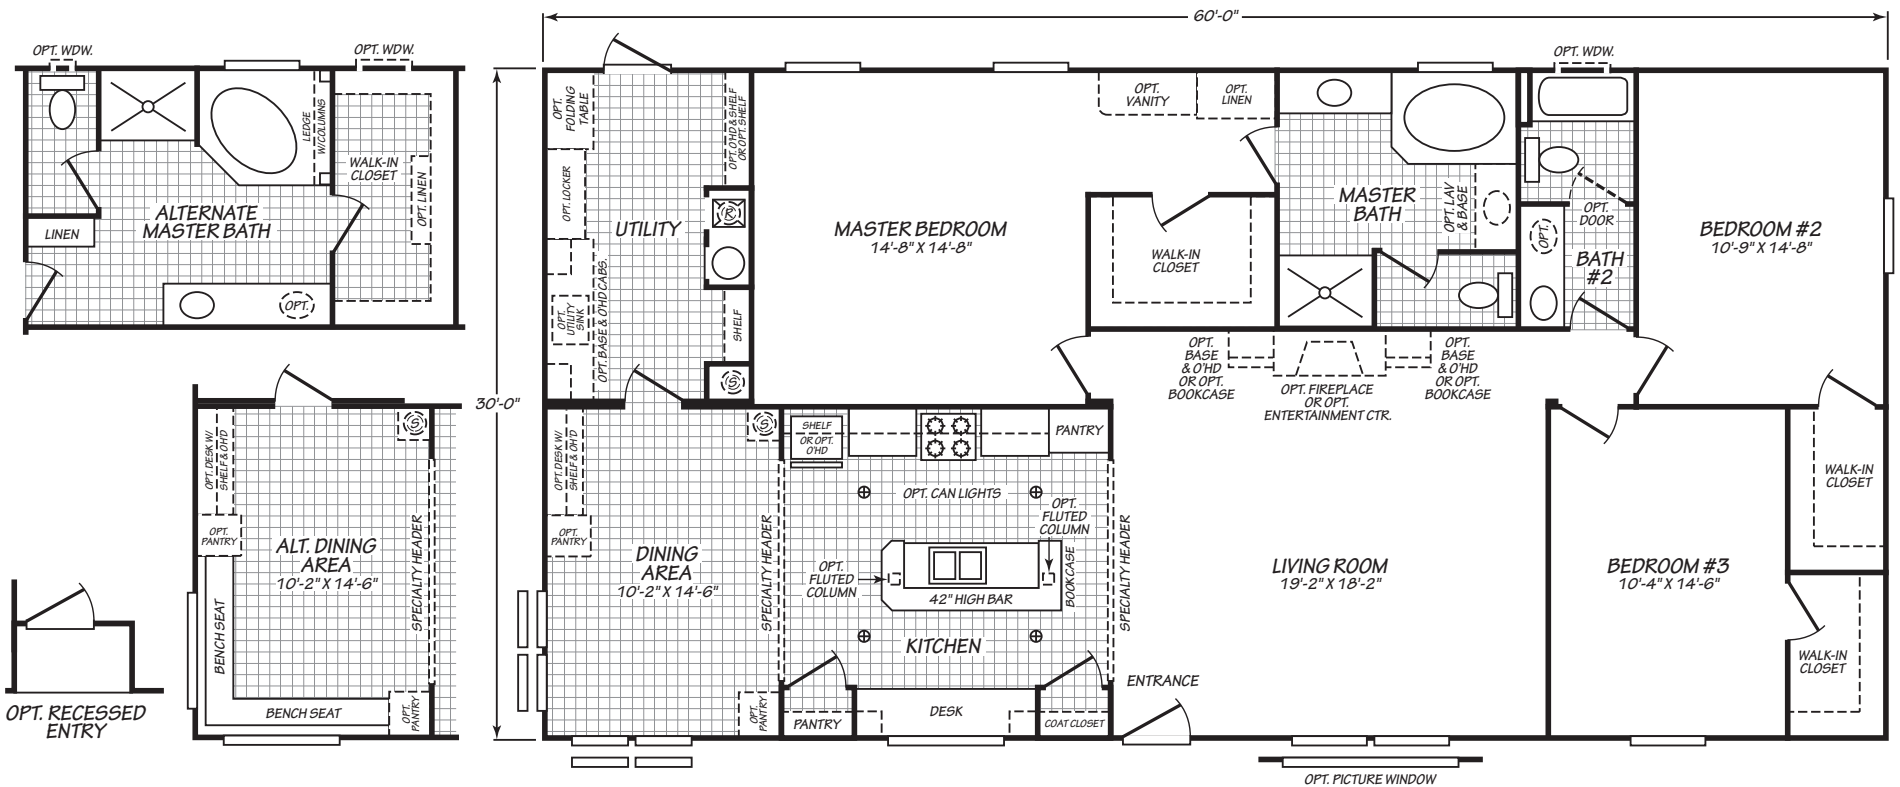 60'-0"
30'-0"
OPT. WDW.
OPT. WDW.
LEDGE
W/COLUMNS
WALK-IN
CLOSET
OPT. LINEN
ALTERNATE
MASTER BATH
LINEN
OPT.
OPT. DESK W/
SHELF & O'H'D
S
OPT.
PANTRY
ALT. DINING
AREA
10'-2" X 14'-6"
SPECIALTY HEADER
BENCH SEAT
BENCH SEAT
OPT.
PANTRY
OPT. RECESSED
ENTRY
OPT.
FOLDING
TABLE
OPT. O'HD & SHELF
OR OPT. SHELF
OPT. LOCKER
UTILITY
R
OPT.
UTILITY
SINK
OPT. BASE & O'HD CABS.
SHELF
S
MASTER BEDROOM
14'-8" X 14'-8"
OPT.
VANITY
OPT.
LINEN
WALK-IN
CLOSET
MASTER
BATH
OPT. LAV
& BASE
OPT. WDW.
OPT.
DOOR
OPT.
BATH
#2
BEDROOM #2
10'-9" X 14'-8"
OPT.
BASE
& O'HD
OR OPT.
BOOKCASE
OPT. FIREPLACE
OR OPT.
ENTERTAINMENT CTR.
OPT.
BASE
& O'HD
OR OPT.
BOOKCASE
OPT. DESK W/
SHELF & O'H'D
S
OPT.
PANTRY
DINING
AREA
10'-2" X 14'-6"
SPECIALTY HEADER
OPT.
PANTRY
SHELF
OR OPT.
O'HD
PANTRY
OPT. CAN LIGHTS
OPT.
FLUTED
COLUMN
OPT.
FLUTED
COLUMN
BOOKCASE
42" HIGH BAR
KITCHEN
SPECIALTY HEADER
PANTRY
DESK
COAT CLOSET
ENTRANCE
LIVING ROOM
19'-2" X 18'-2"
OPT. PICTURE WINDOW
BEDROOM #3
10'-4" X 14'-6"
WALK-IN
CLOSET
WALK-IN
CLOSET